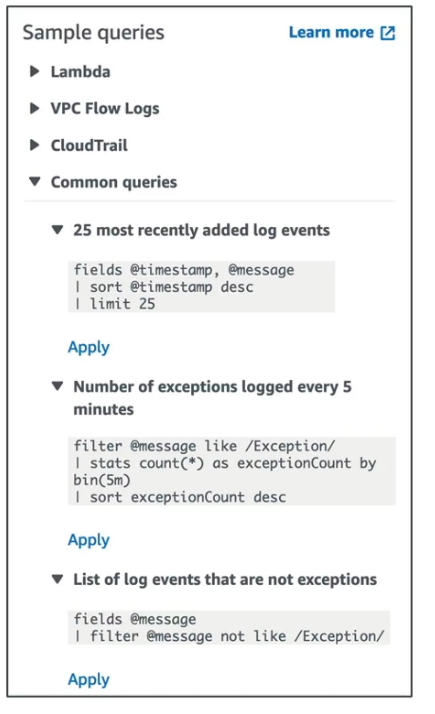 Sample queries
Learn more
Lambda
VPC Flow Logs
CloudTrail
Common queries
25 most recently added log events
fields @timestamp, @message
| sort @timestamp desc
| limit 25
Apply
Number of exceptions logged every 5
minutes
filter @message like /Exception/
| stats count(*) as exceptionCount by
bin(5m)
| sort exceptionCount desc
Apply
List of log events that are not exceptions
fields @message
| filter @message not like /Exception/
Apply